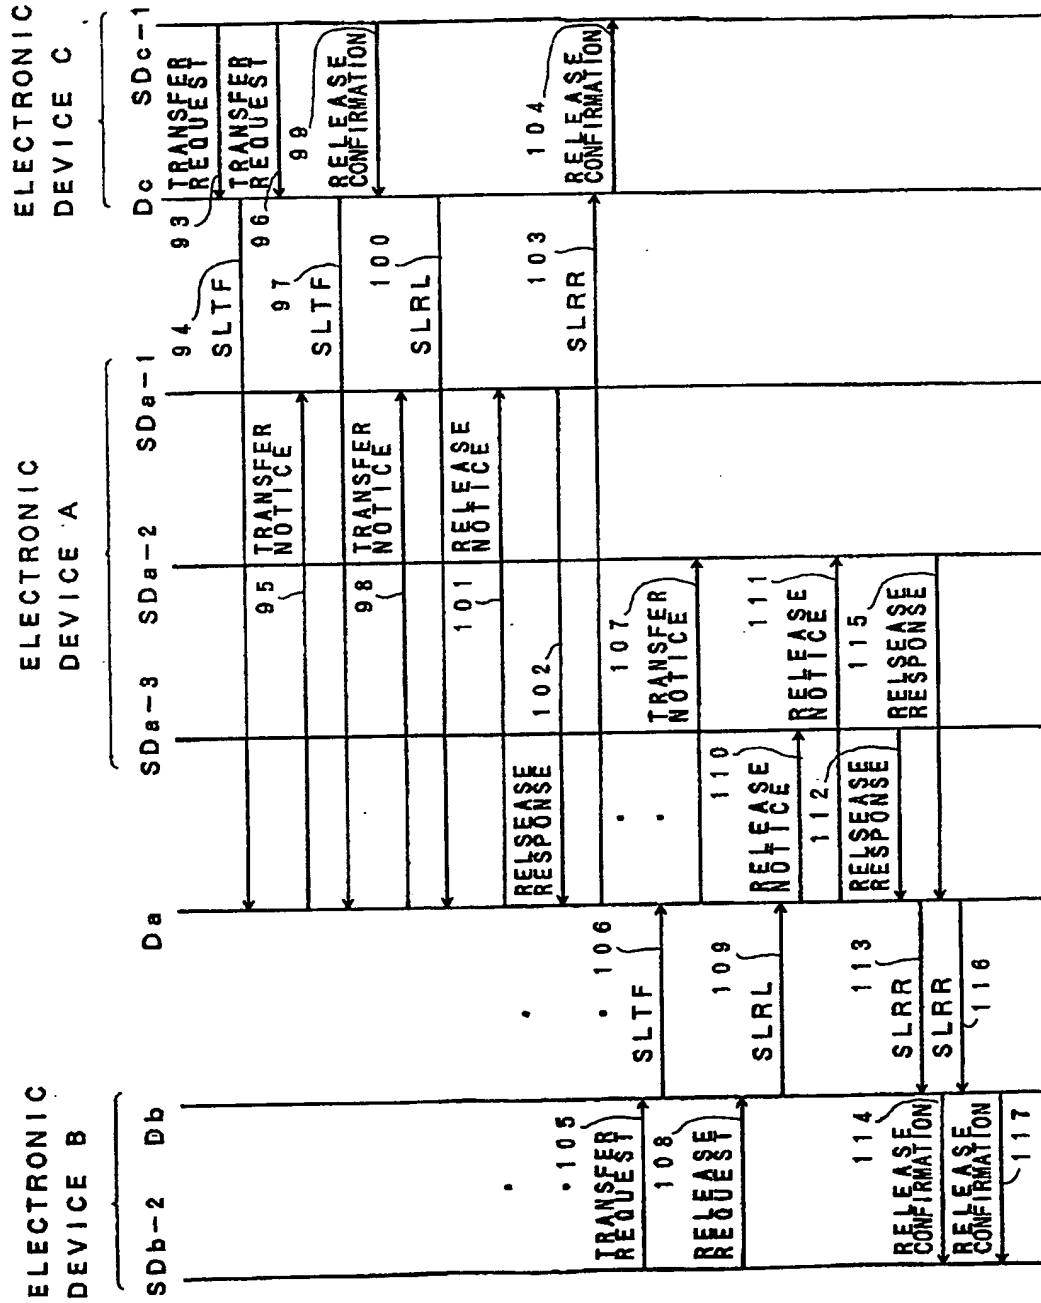 ELECTRONIC
DEVICE B
ELECTRONIC
DEVICE A
ELECTRONIC
DEVICE C
SDb-2
Db
Da
SDa-3
SDa-2
SDa-1
Dc
SDc-1
93
TRANSFER
REQUEST
94
SLTF
TRANSFER
REQUEST
96
95
TRANSFER
NOTICE
97
SLTF
99
RELEASE
CONFIRMATION
98
TRANSFER
NOTICE
100
SLRL
101
RELEASE
NOTICE
RELSEASE
RESPONSE
102
103
SLRR
104
RELEASE
CONFIRMATION
105
TRANSFER
REQUEST
106
SLTF
107
TRANSFER
NOTICE
108
RELEASE
REQUEST
109
SLRL
110
RELEASE
NOTICE
111
RELEASE
NOTICE
112
RELSEASE
RESPONSE
113
SLRR
115
RELSEASE
RESPONSE
114
RELEASE
CONFIRMATION
SLRR
116
RELEASE
CONFIRMATION
117